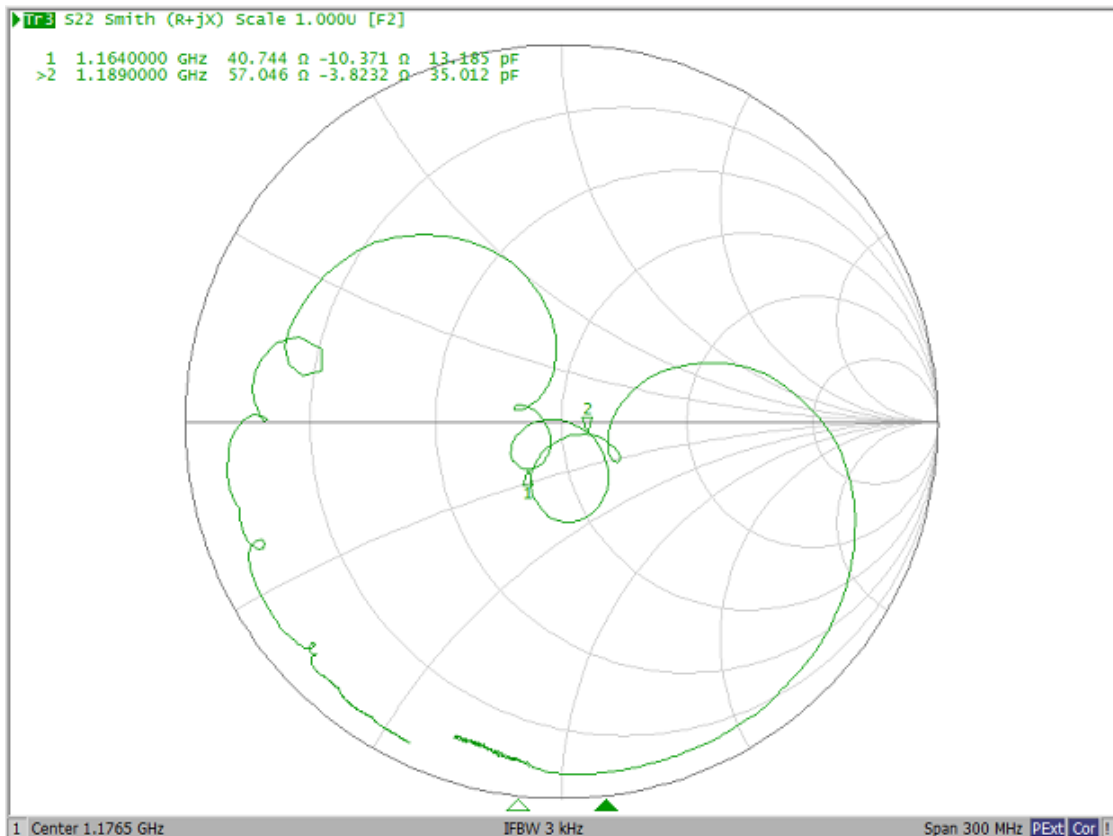 Tr3 S22 Smith (R+jX) Scale 1.000U [F2]
1 1.1640000 GHz 40.744 Ω -10.371 Ω 13.185 pF
>2 1.1890000 GHz 57.046 Ω -3.8232 Ω 35.012 pF
2
1
1 Center 1.1765 GHz IFBW 3 kHz Span 300 MHz PExt Cor !